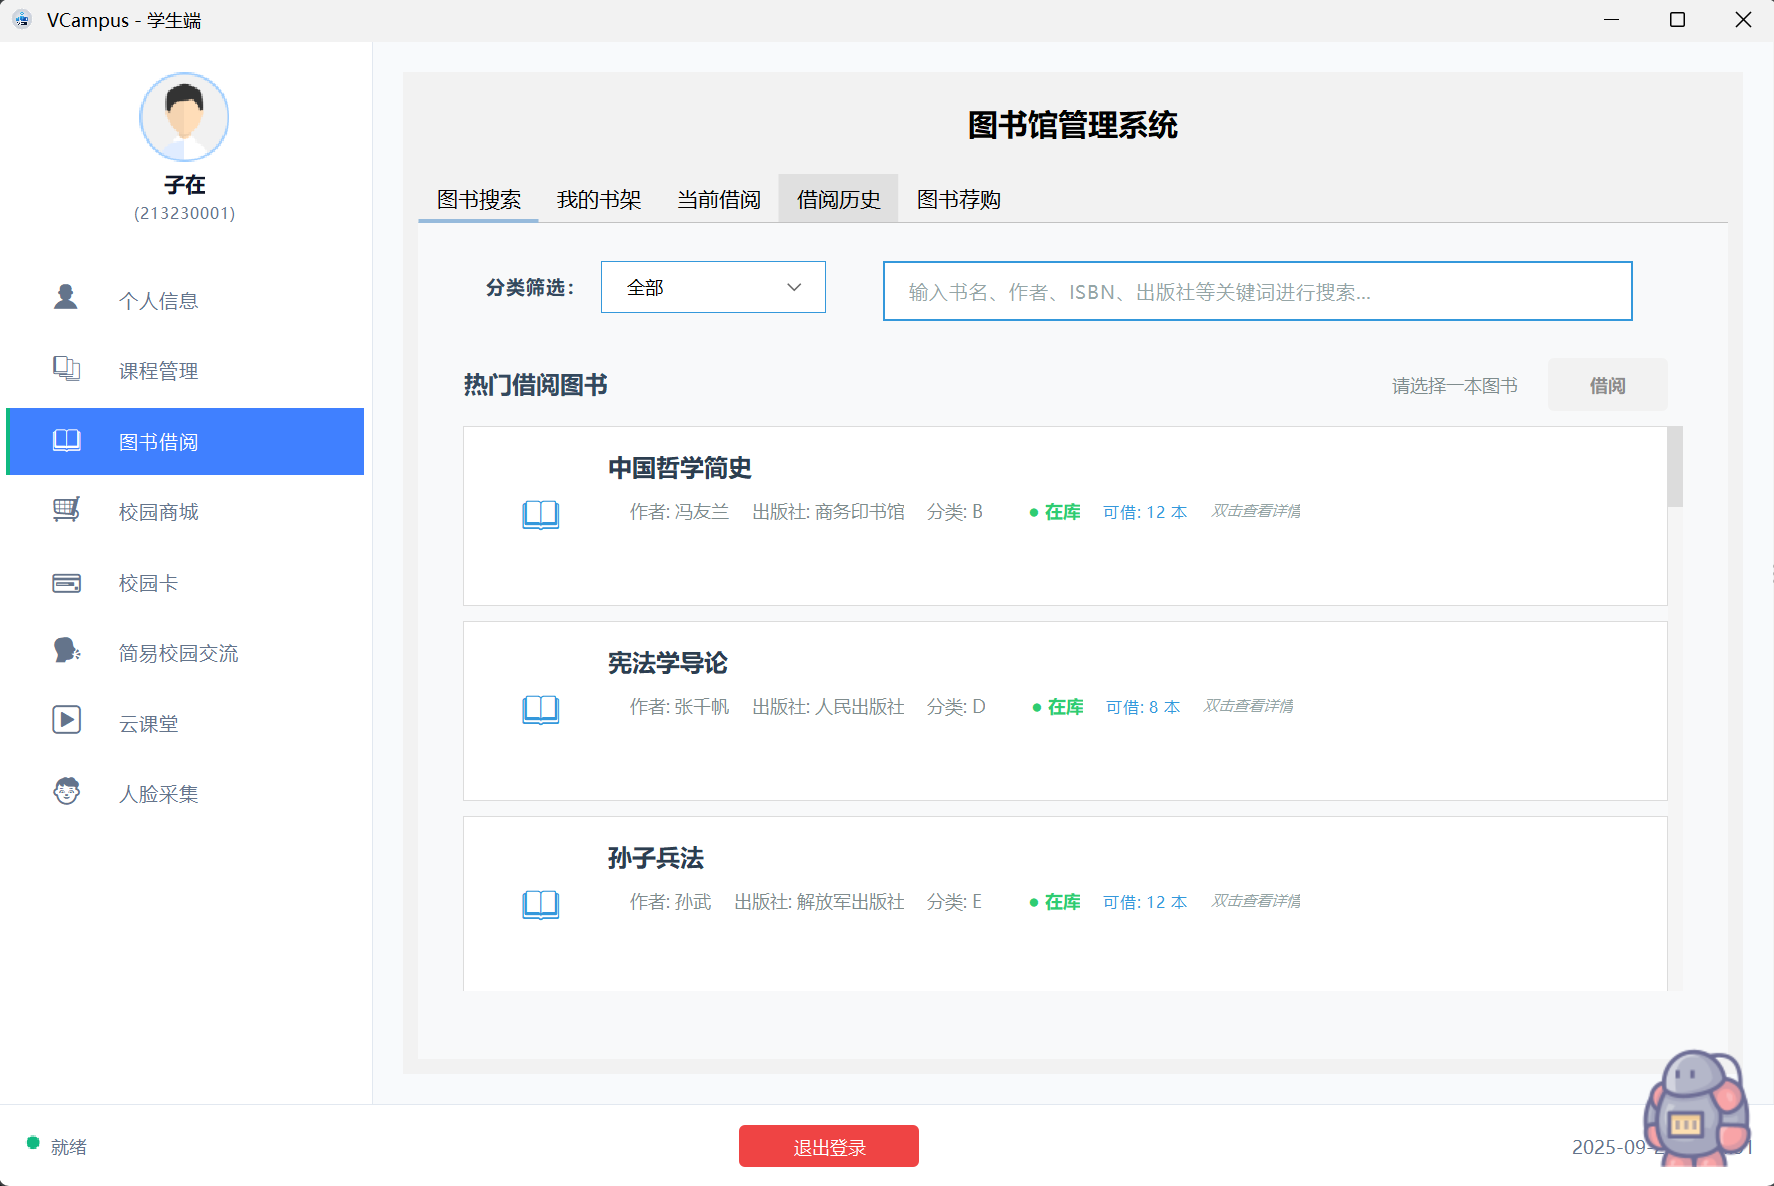 VCampus - 学生端
子在
(213230001)
个人信息
课程管理
图书借阅
校园商城
校园卡
简易校园交流
云课堂
人脸采集
图书馆管理系统
图书搜索 我的书架 当前借阅 借阅历史 图书荐购
分类筛选： 全部 输入书名、作者、ISBN、出版社等关键词进行搜索...
热门借阅图书 请选择一本图书 借阅
中国哲学简史
作者: 冯友兰 出版社: 商务印书馆 分类: B ● 在库 可借: 12 本 双击查看详情
宪法学导论
作者: 张千帆 出版社: 人民出版社 分类: D ● 在库 可借: 8 本 双击查看详情
孙子兵法
作者: 孙武 出版社: 解放军出版社 分类: E ● 在库 可借: 12 本 双击查看详情
就绪 退出登录 2025-09-